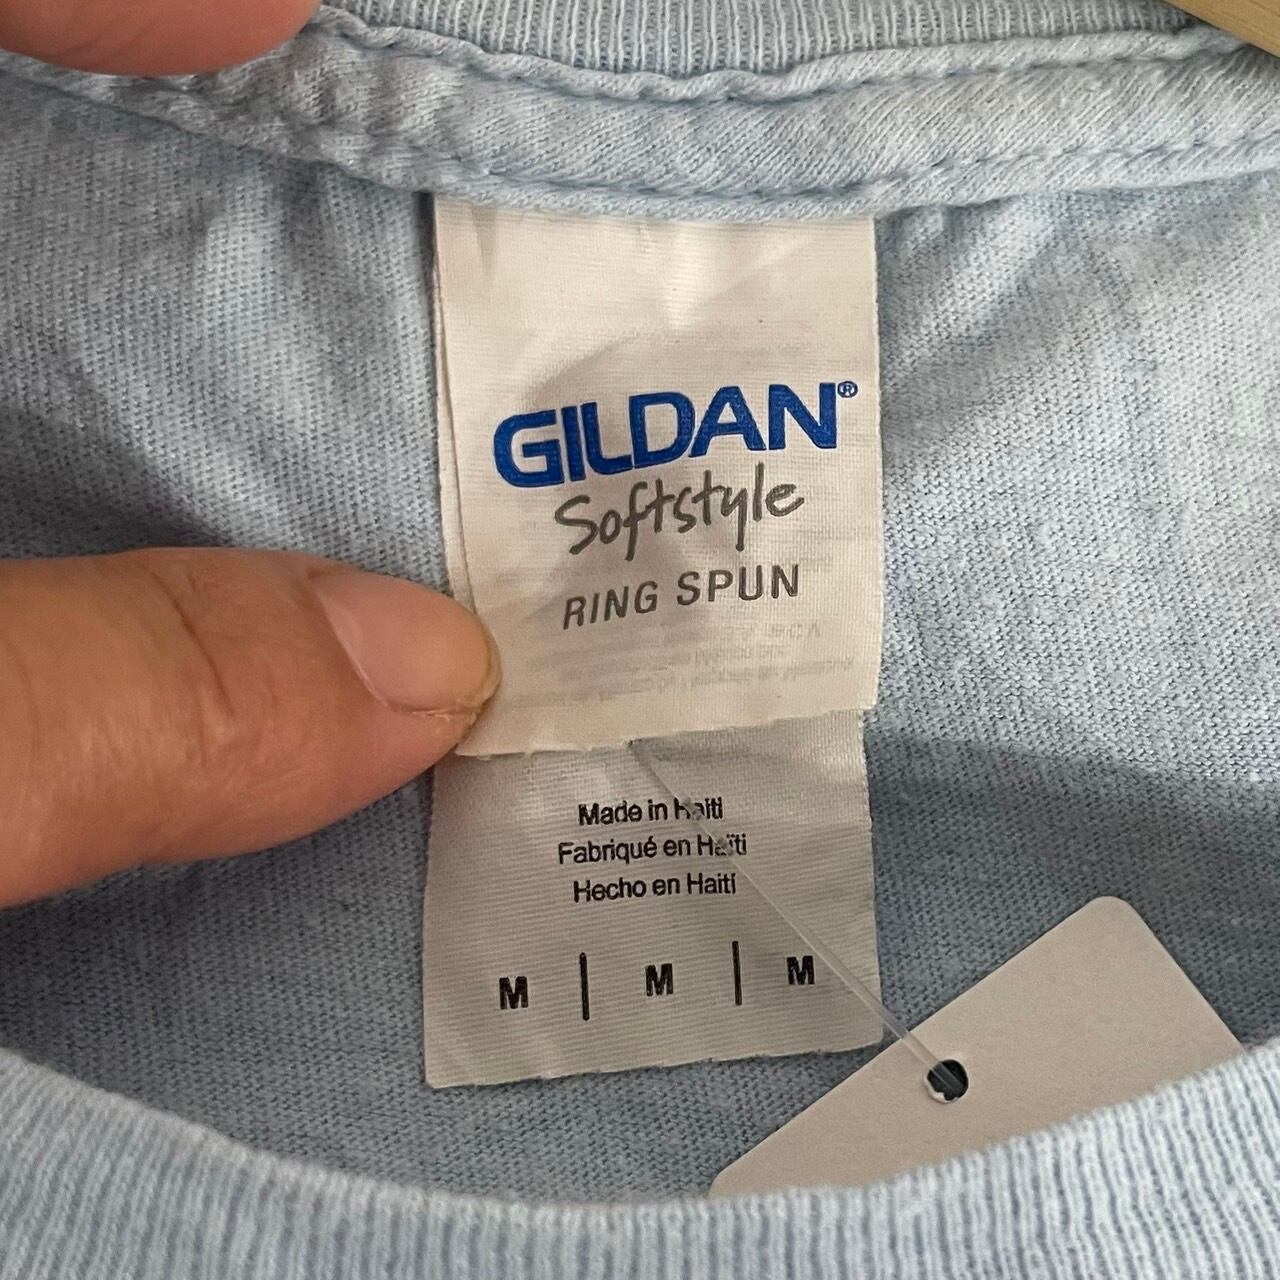 GILDAN®
Softstyle
RING SPUN
Made in Haiti
Fabriqué en Haïti
Hecho en Haití
M | M | M